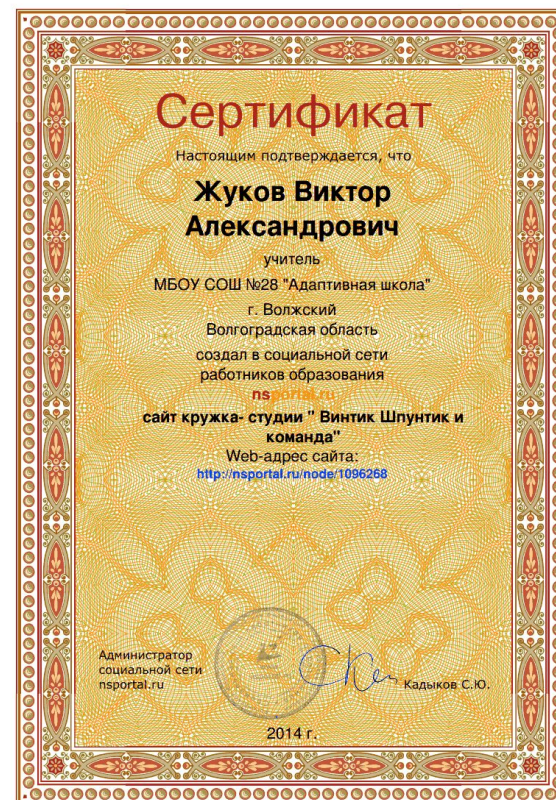 Сертификат
Настоящим подтверждается, что
Жуков Виктор
Александрович
учитель
МБОУ СОШ №28 "Адаптивная школа"
г. Волжский
Волгоградская область
создал в социальной сети
работников образования
nsportal.ru
сайт кружка- студии " Винтик Шпунтик и
команда"
Web-адрес сайта:
http://nsportal.ru/node/1096268
Администратор
социальной сети
nsportal.ru
Кадыков С.Ю.
2014 г.